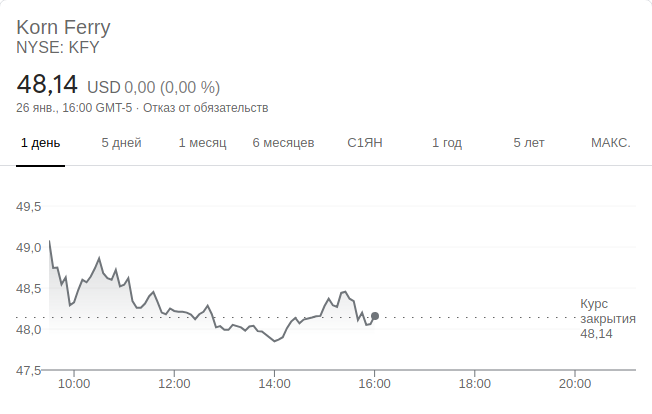 Korn Ferry
NYSE: KFY
48,14 USD 0,00 (0,00 %)
26 янв., 16:00 GMT-5 · Отказ от обязательств
1 день 5 дней 1 месяц 6 месяцев С1ЯН 1 год 5 лет МАКС.
49,5
49,0
48,5
Курс
закрытия
48,14
48,0
47,5
10:00 12:00 14:00 16:00 18:00 20:00